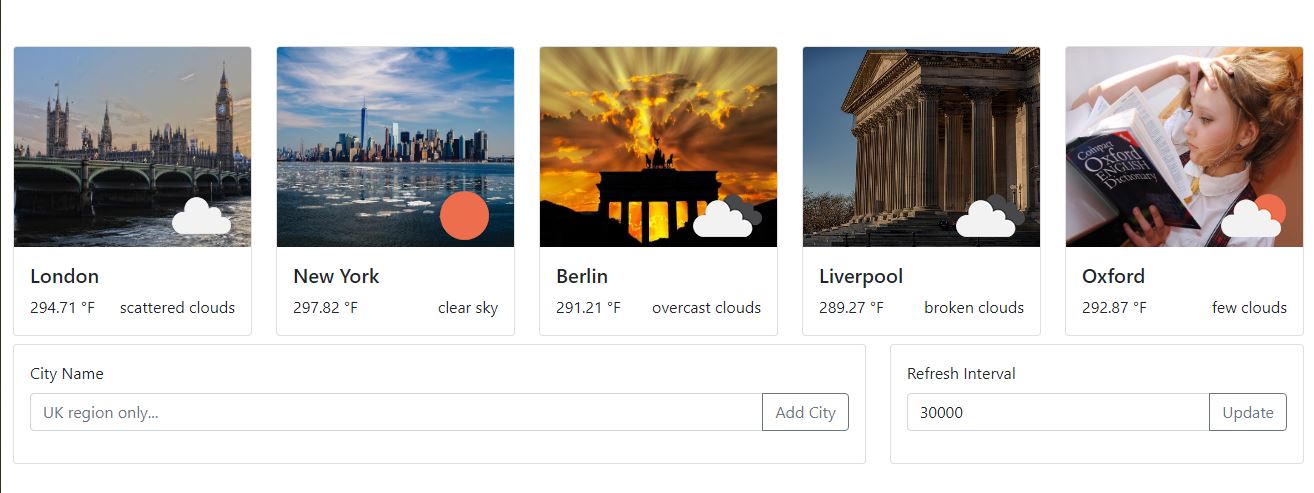 Compact
Oxford
ENGLISH
Dictionary
London
294.71 °F scattered clouds
New York
297.82 °F clear sky
Berlin
291.21 °F overcast clouds
Liverpool
289.27 °F broken clouds
Oxford
292.87 °F few clouds
City Name
UK region only...
Add City
Refresh Interval
30000
Update